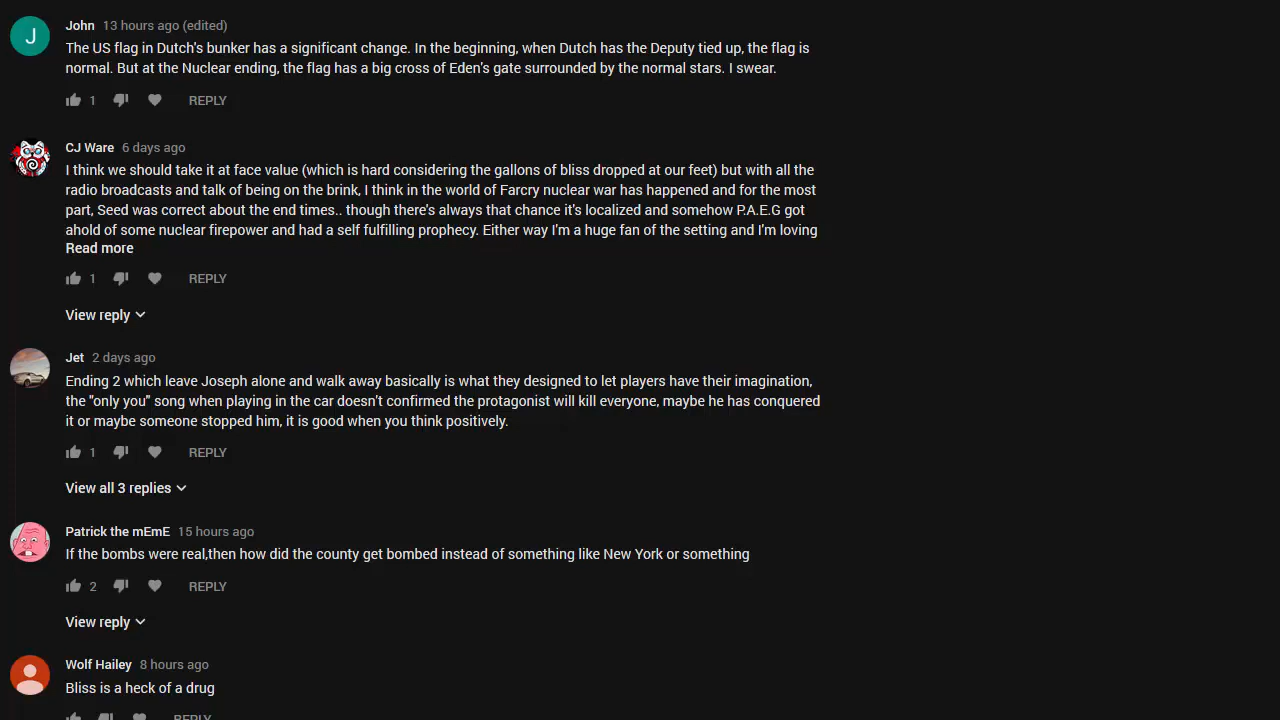 John 13 hours ago (edited)
The US flag in Dutch's bunker has a significant change. In the beginning, when Dutch has the Deputy tied up, the flag is
normal. But at the Nuclear ending, the flag has a big cross of Eden's gate surrounded by the normal stars. I swear.
1 REPLY
J
CJ Ware 6 days ago
I think we should take it at face value (which is hard considering the gallons of bliss dropped at our feet) but with all the
radio broadcasts and talk of being on the brink, I think in the world of Farcry nuclear war has happened and for the most
part, Seed was correct about the end times.. though there's always that chance it's localized and somehow P.A.E.G got
ahold of some nuclear firepower and had a self fulfilling prophecy. Either way I'm a huge fan of the setting and I'm loving
Read more
1 REPLY
View reply
Jet 2 days ago
Ending 2 which leave Joseph alone and walk away basically is what they designed to let players have their imagination,
the "only you" song when playing in the car doesn't confirmed the protagonist will kill everyone, maybe he has conquered
it or maybe someone stopped him, it is good when you think positively.
1 REPLY
View all 3 replies
Patrick the mEmE 15 hours ago
If the bombs were real,then how did the county get bombed instead of something like New York or something
2 REPLY
View reply
Wolf Hailey 8 hours ago
Bliss is a heck of a drug
REPLY